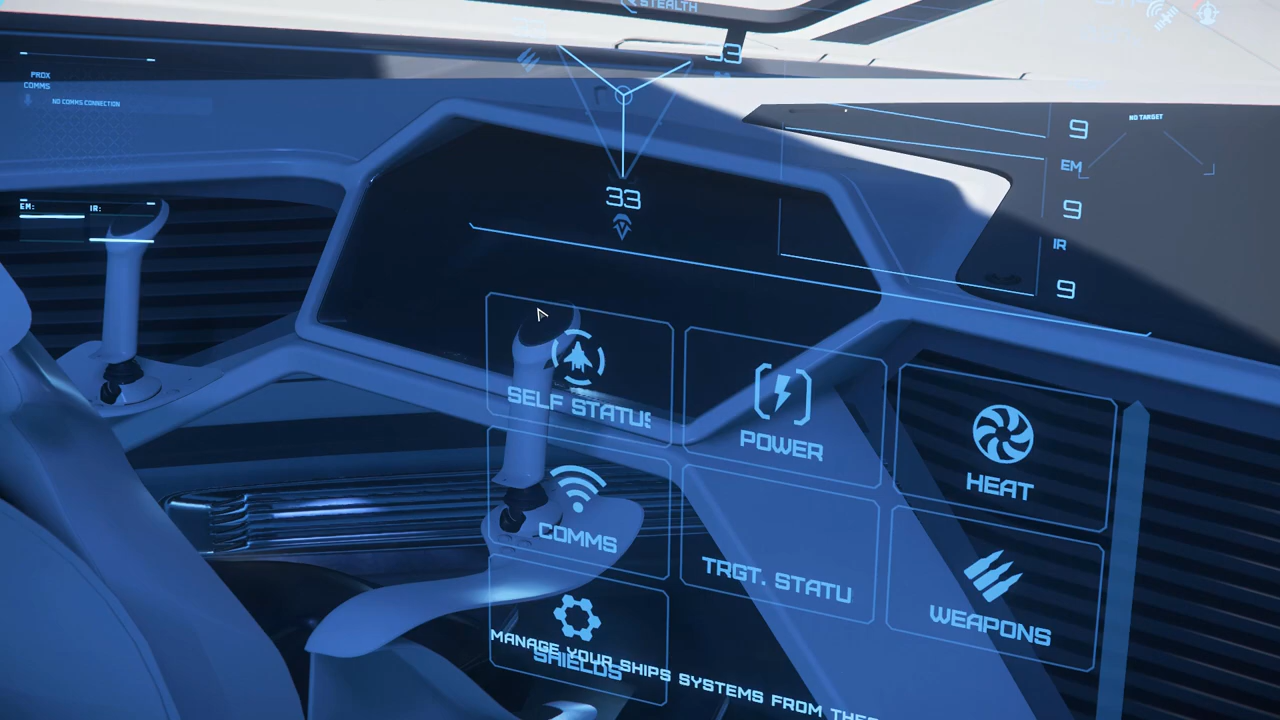 STEALTH
33
PROX
COMMS
NO COMMS CONNECTION
9
NO TARGET
EM
33
EM:
IR:
9
IR
9
SELF STATUS
POWER
HEAT
COMMS
TRGT. STATU
WEAPONS
SHIELDS
MANAGE YOUR SHIPS SYSTEMS FROM THES